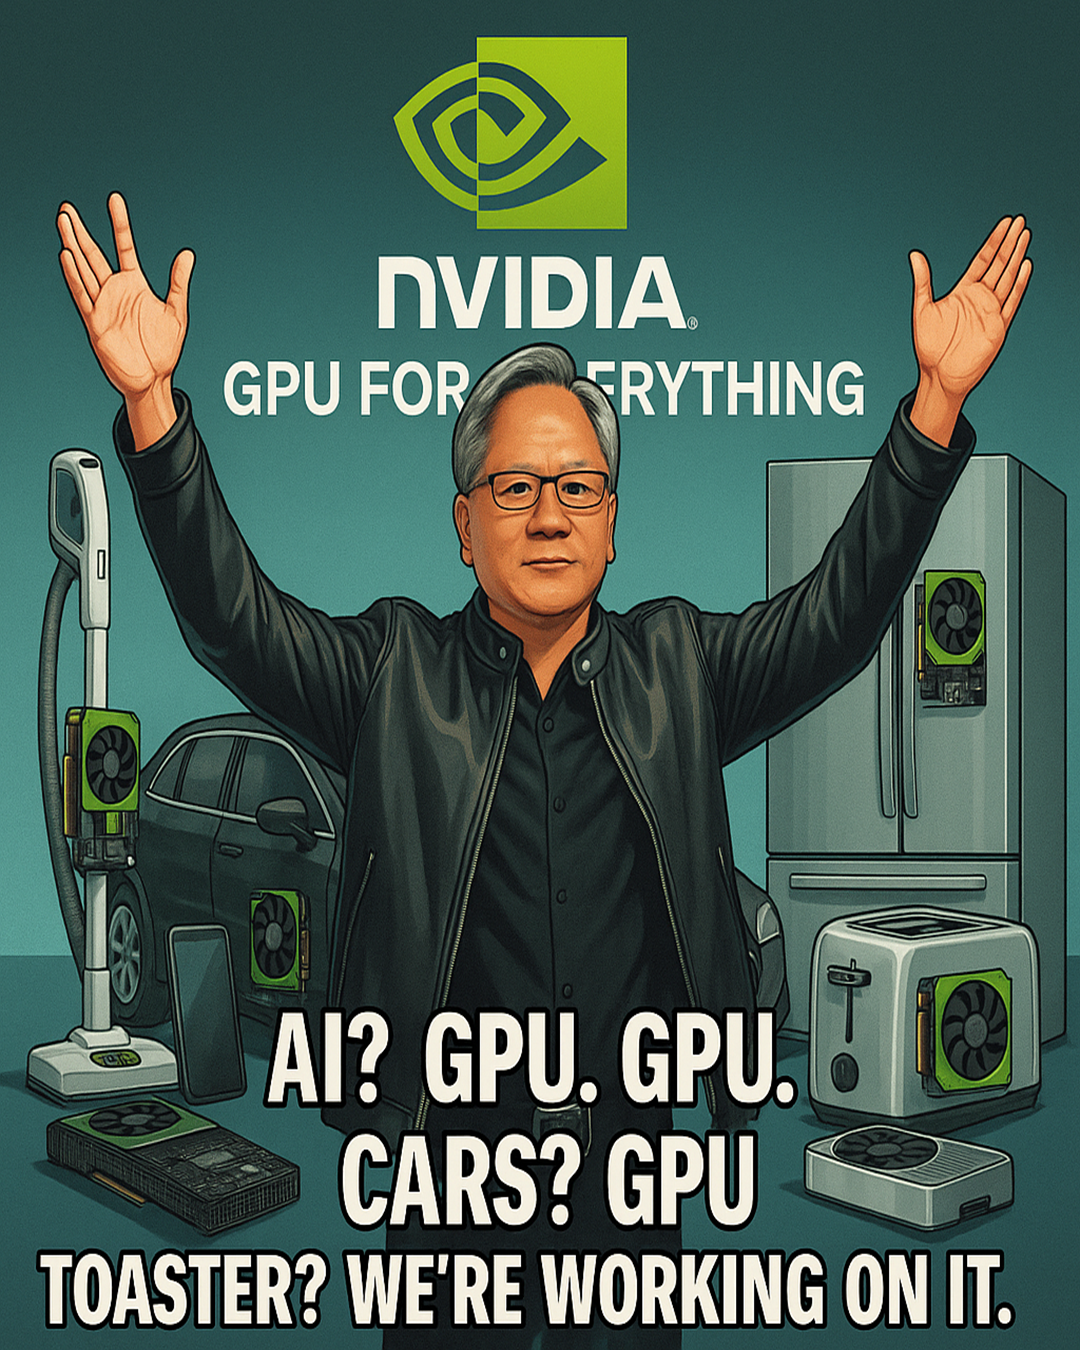 NVIDIA®
GPU FOR ERYTHING
AI? GPU. GPU.
CARS? GPU
TOASTER? WE'RE WORKING ON IT.